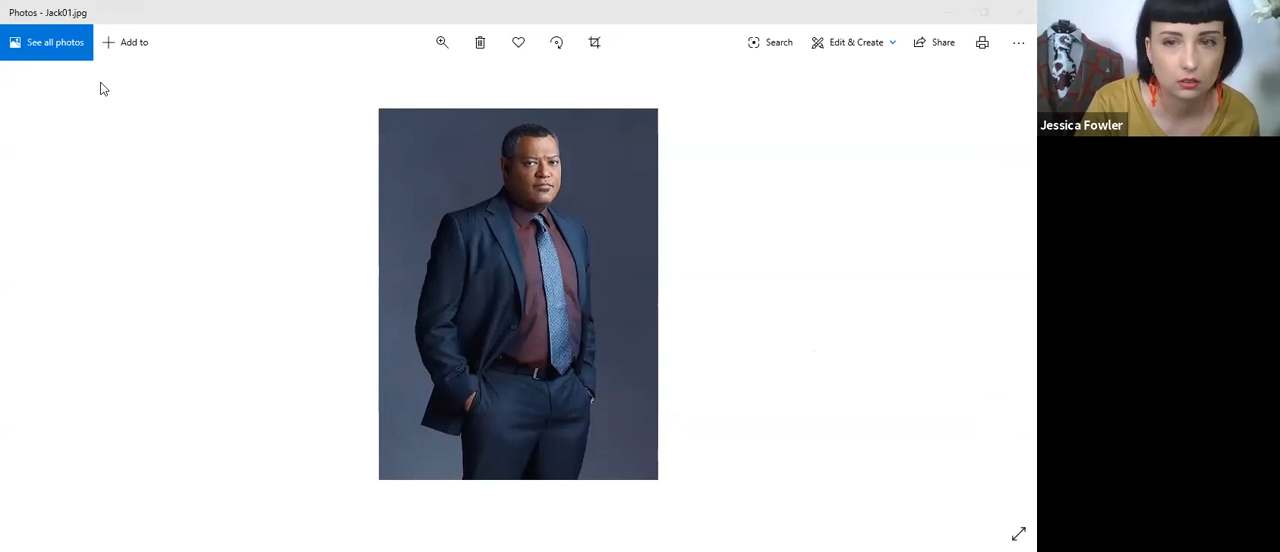 Photos - Jack01.jpg
See all photos
Add to
Search
Edit & Create
Share
Jessica Fowler